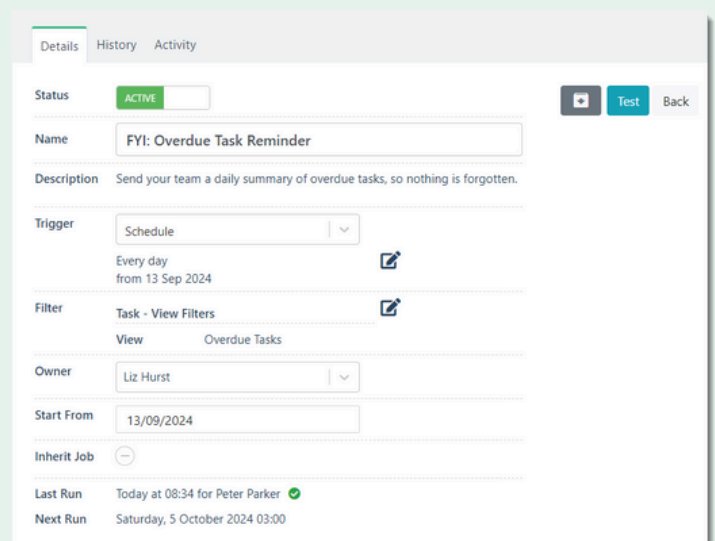 Details History Activity
Status ACTIVE Test Back
Name FYI: Overdue Task Reminder
Description Send your team a daily summary of overdue tasks, so nothing is forgotten.
Trigger Schedule
Every day
from 13 Sep 2024
Filter Task - View Filters
View Overdue Tasks
Owner Liz Hurst
Start From 13/09/2024
Inherit Job
Last Run Today at 08:34 for Peter Parker
Next Run Saturday, 5 October 2024 03:00